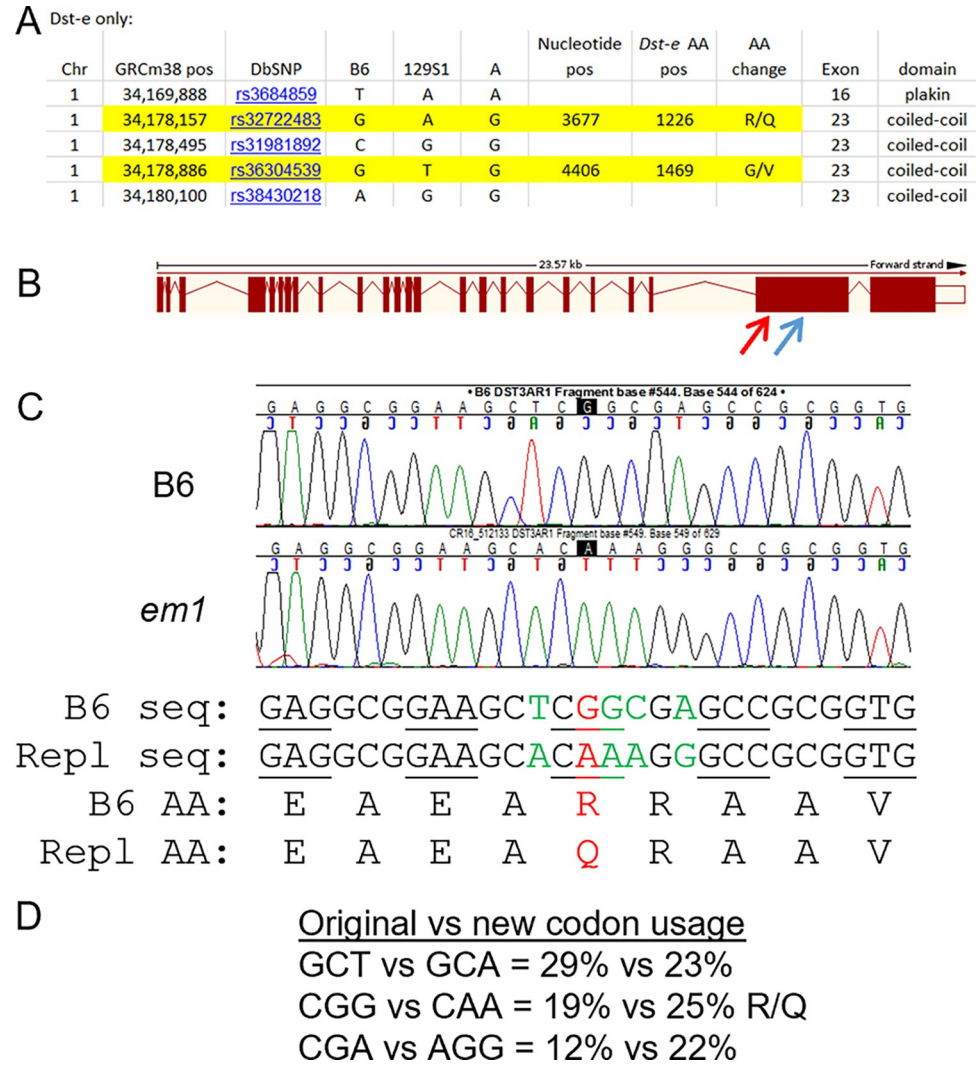 A Dst-e only:
Nucleotide Dst-e AA AA
Chr GRCm38 pos DbSNP B6 129S1 A pos pos change Exon domain
1 34,169,888 rs3684859 T A A 16 plakin
1 34,178,157 rs32722483 G A G 3677 1226 R/Q 23 coiled-coil
1 34,178,495 rs31981892 C G G 23 coiled-coil
1 34,178,886 rs36304539 G T G 4406 1469 G/V 23 coiled-coil
1 34,180,100 rs38430218 A G G 23 coiled-coil
B
23.57 kb Forward strand
C
• B6 DST3AR1 Fragment base #544. Base 544 of 624 •
G A G G C G G A A G C T C G G C G A G C C G C G G T G
B6
CR16_512133 DST3AR1 Fragment base #549. Base 549 of 629
G A G G C G G A A G C A C A A A G G G C C G C G G T G
em1
B6 seq: GAGGCGGAAGCTCGGCGAGCCGCGGTG
Repl seq: GAGGCGGAAGCACAAAGGGCCGCGGTG
B6 AA: E A E A R R A A V
Repl AA: E A E A Q R A A V
D
Original vs new codon usage
GCT vs GCA = 29% vs 23%
CGG vs CAA = 19% vs 25% R/Q
CGA vs AGG = 12% vs 22%